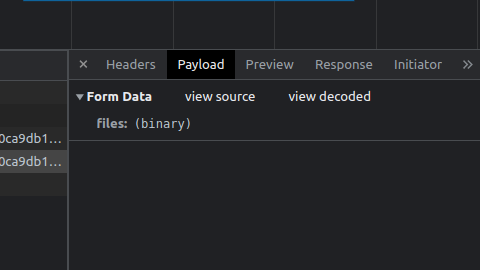 × Headers Payload Preview Response Initiator »
▼ Form Data view source view decoded
files: (binary)
0ca9db1...
0ca9db1...